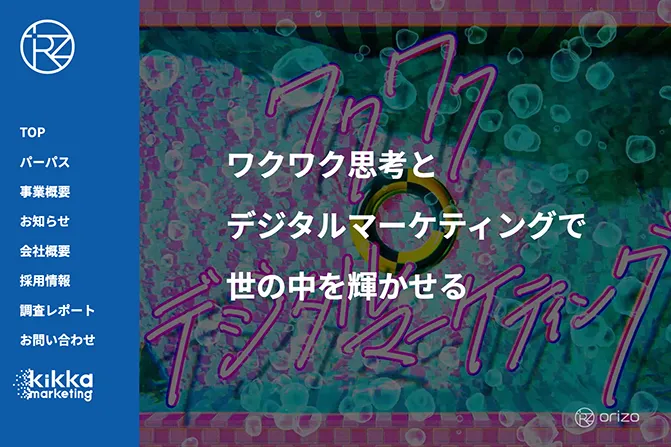 RZ
TOP
パーパス
事業概要
お知らせ
会社概要
採用情報
調査レポート
お問い合わせ
kikka
marketing
ワクワク
ワクワク思考と
デジタルマーケティングで
世の中を輝かせる
デジタルマーケティング
RZ orizo